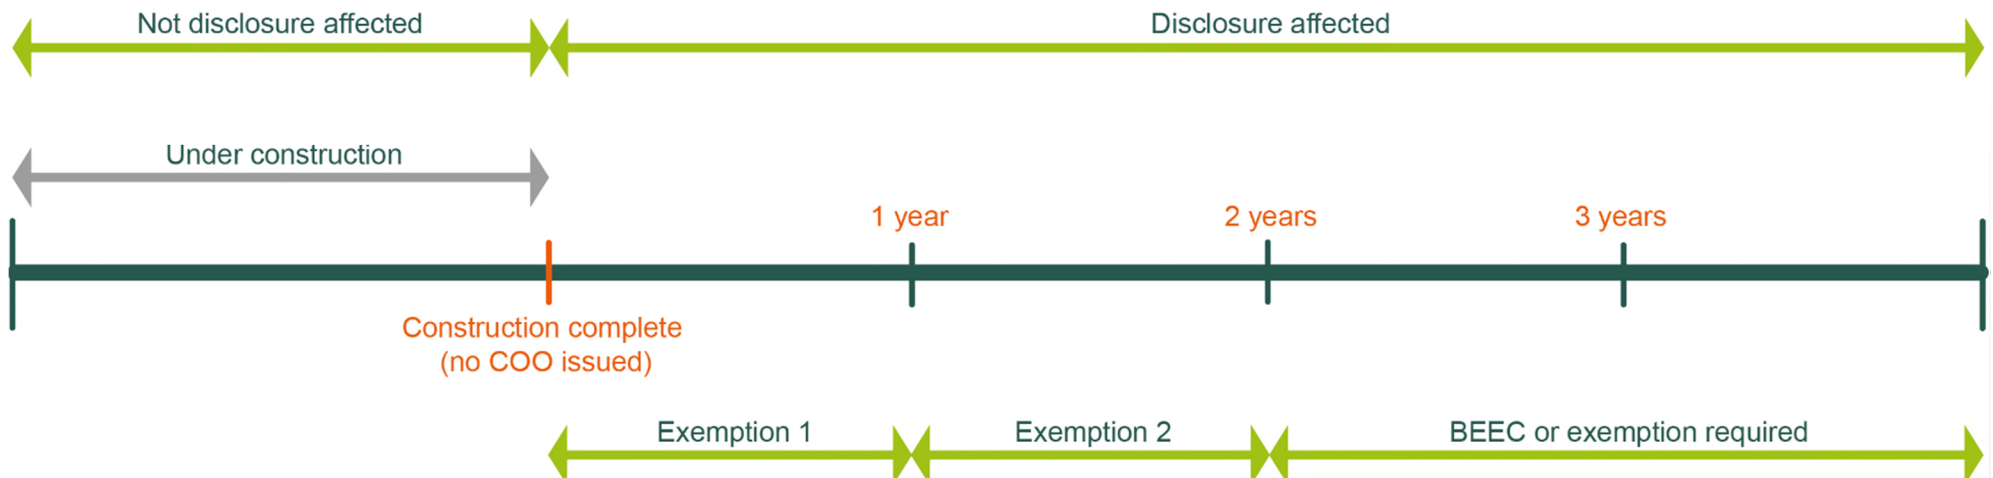 Not disclosure affected
Disclosure affected
Under construction
1 year
2 years
3 years
Construction complete
(no COO issued)
Exemption 1
Exemption 2
BEEC or exemption required